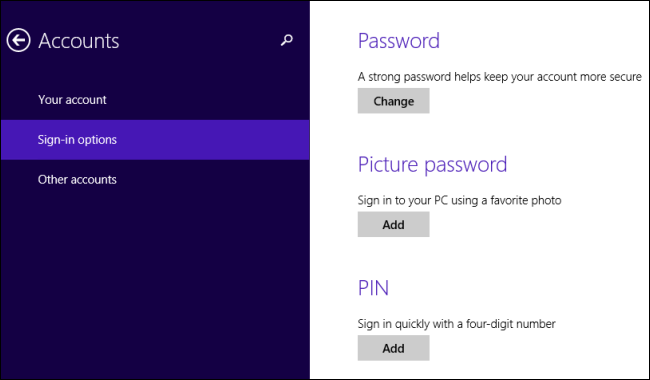 Accounts
Your account
Sign-in options
Other accounts
Password
A strong password helps keep your account more secure
Change
Picture password
Sign in to your PC using a favorite photo
Add
PIN
Sign in quickly with a four-digit number
Add